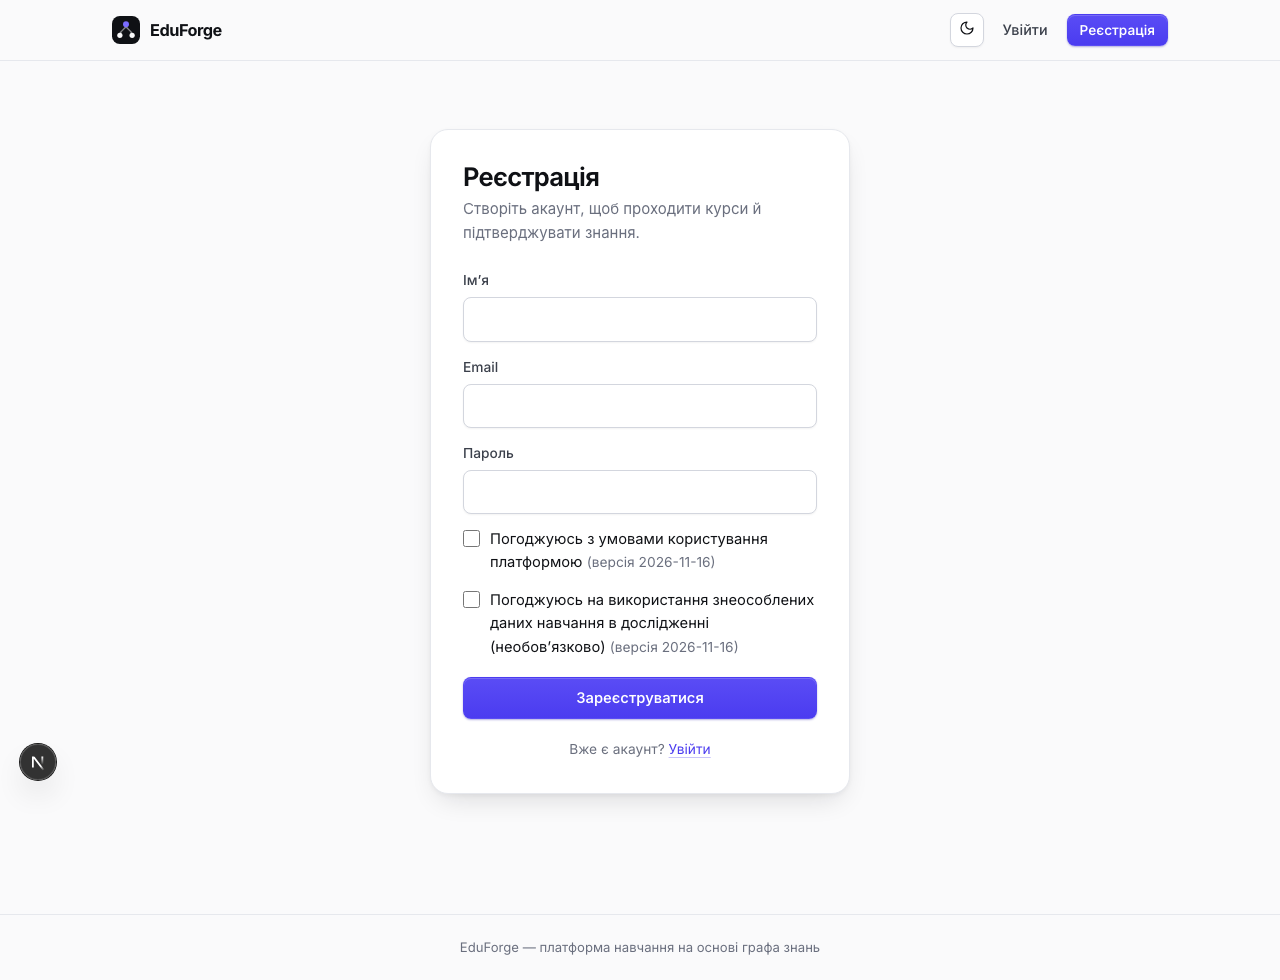 EduForge
Увійти
Реєстрація
Реєстрація
Створіть акаунт, щоб проходити курси й
підтверджувати знання.
Ім’я
Email
Пароль
Погоджуюсь з умовами користування
платформою (версія 2026-11-16)
Погоджуюсь на використання знеособлених
даних навчання в дослідженні
(необов’язково) (версія 2026-11-16)
Зареєструватися
Вже є акаунт? Увійти
N
EduForge — платформа навчання на основі графа знань